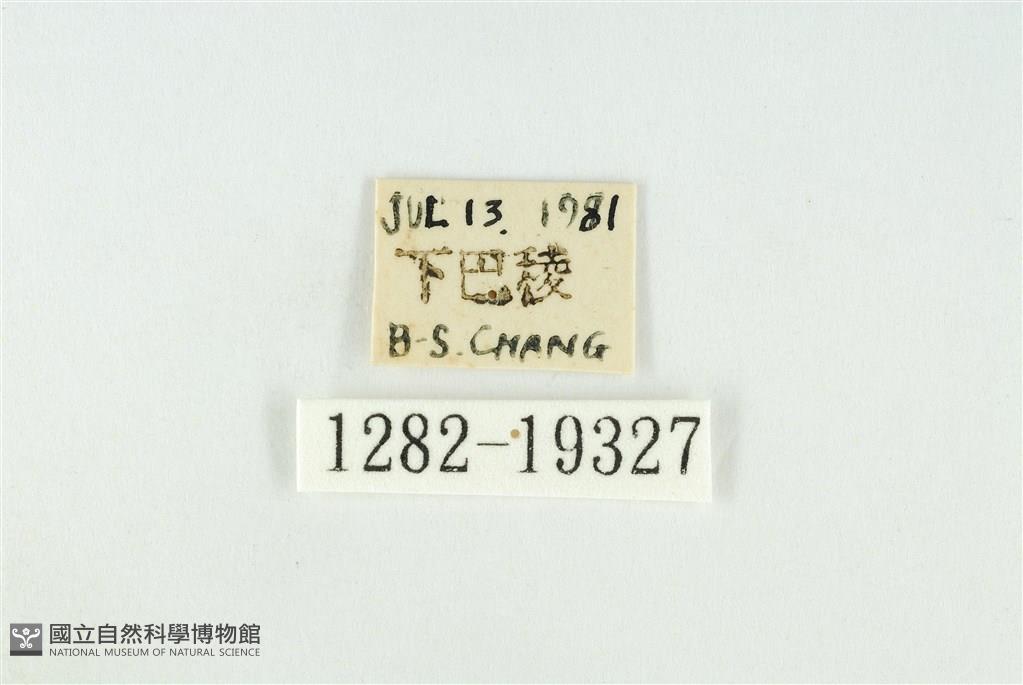 JUL 13. 1981
下巴稜
B-S. CHANG
1282-19327
國立自然科學博物館
NATIONAL MUSEUM OF NATURAL SCIENCE